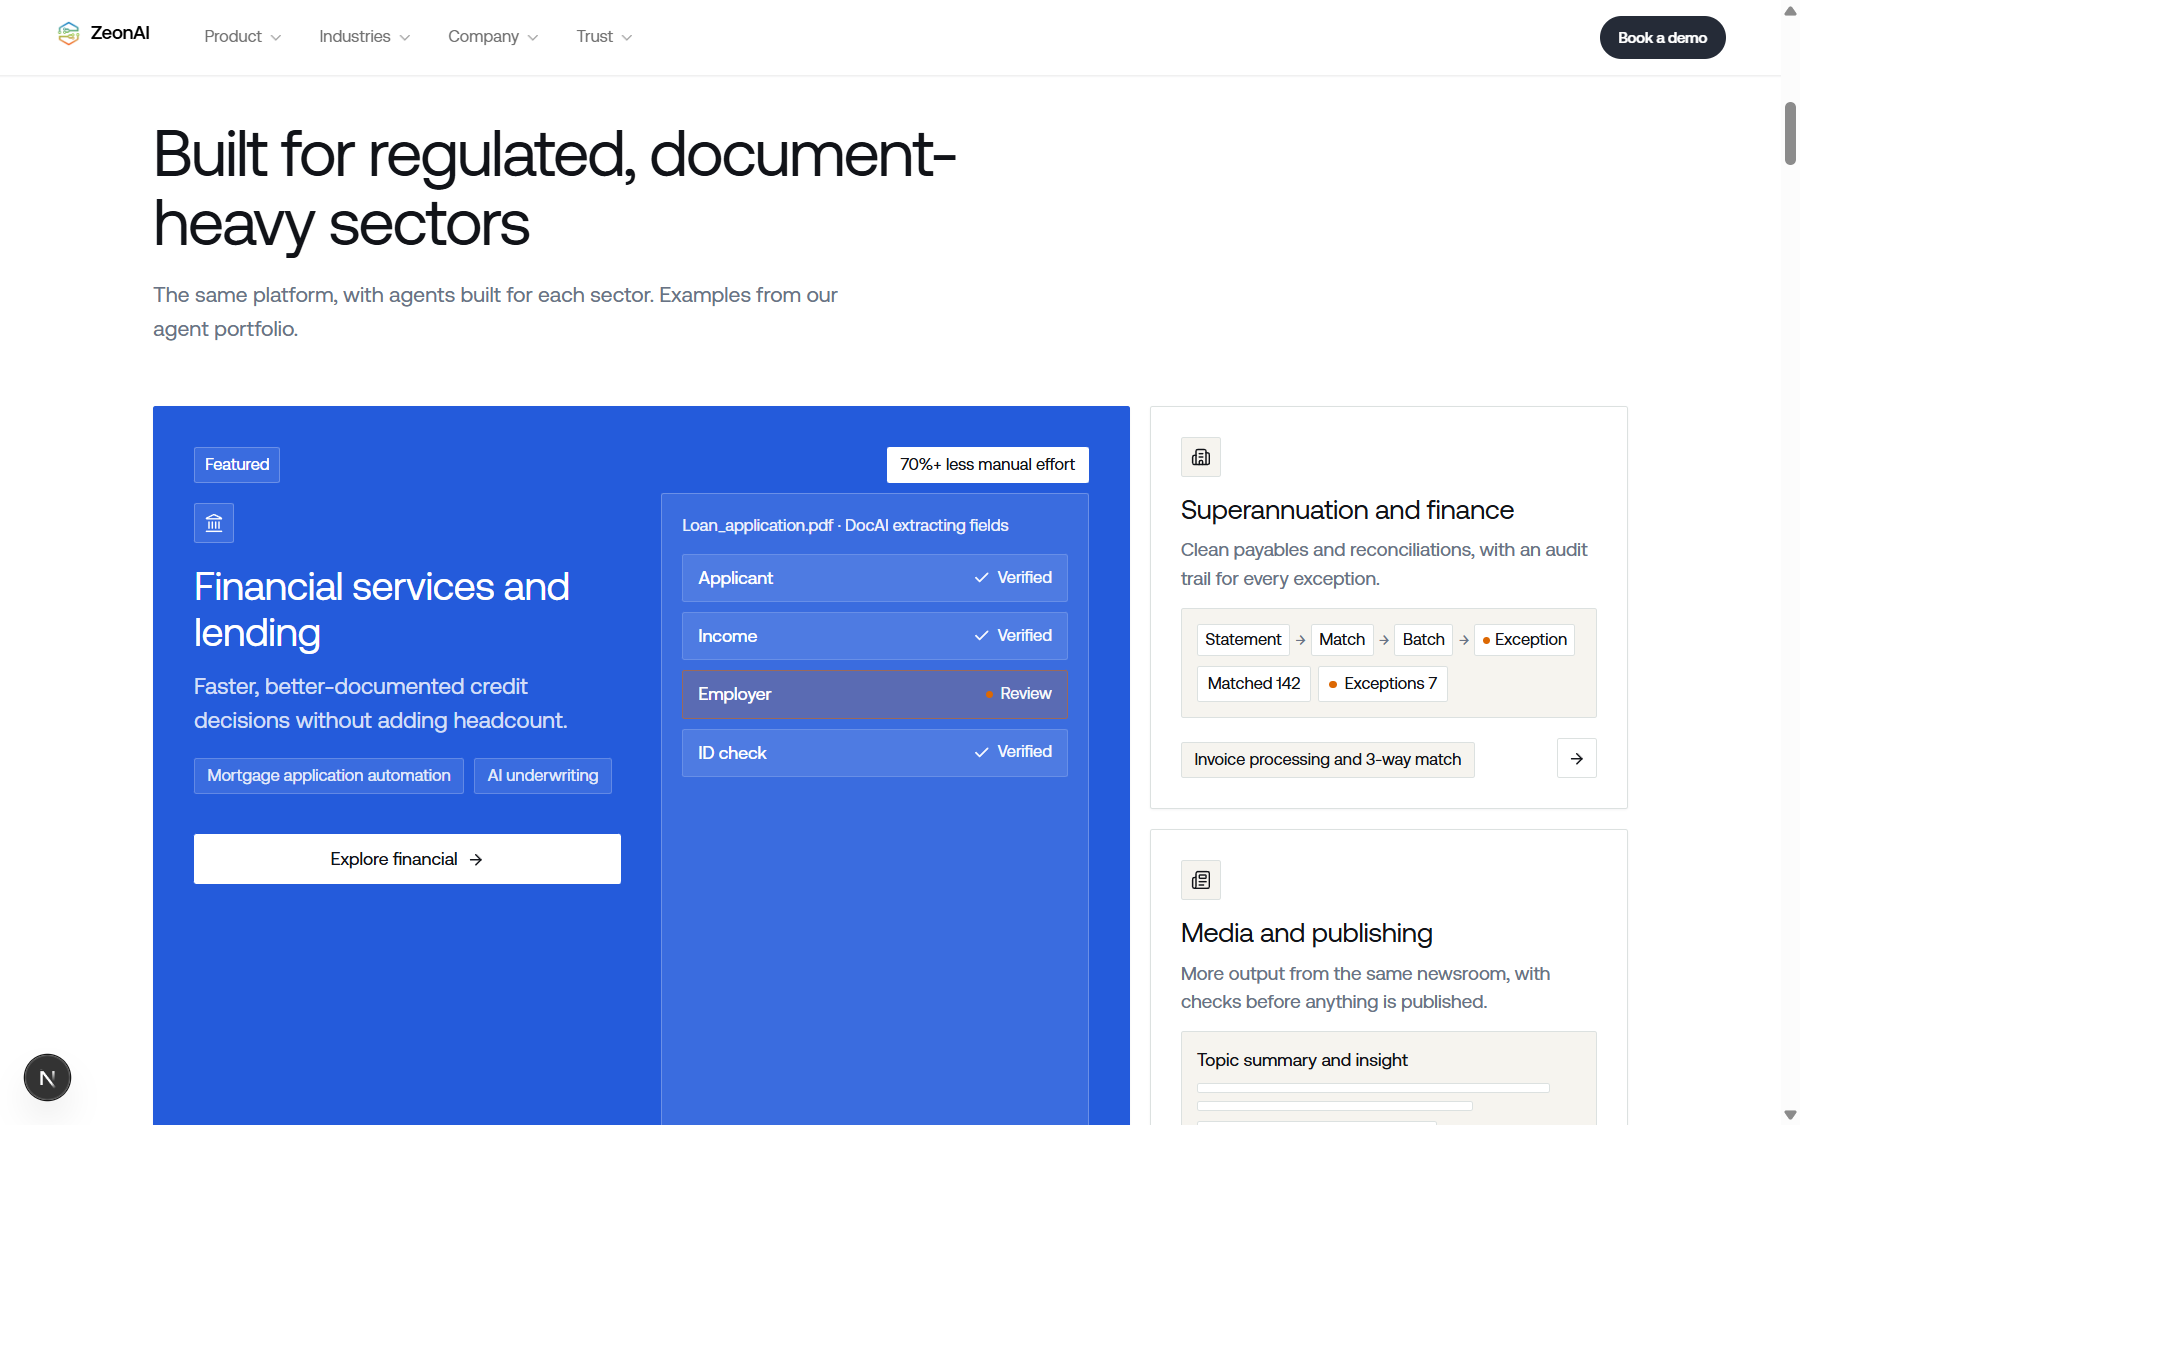 ZeonAI
Product
Industries
Company
Trust
Book a demo
Built for regulated, document-
heavy sectors
The same platform, with agents built for each sector. Examples from our
agent portfolio.
Featured
70%+ less manual effort
Financial services and
lending
Faster, better-documented credit
decisions without adding headcount.
Mortgage application automation
AI underwriting
Explore financial →
Loan_application.pdf · DocAI extracting fields
Applicant ✓ Verified
Income ✓ Verified
Employer • Review
ID check ✓ Verified
Superannuation and finance
Clean payables and reconciliations, with an audit
trail for every exception.
Statement → Match → Batch → • Exception
Matched 142 • Exceptions 7
Invoice processing and 3-way match →
Media and publishing
More output from the same newsroom, with
checks before anything is published.
Topic summary and insight
N